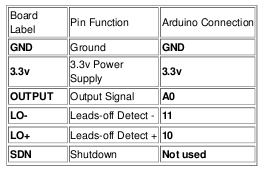 Board Label | Pin Function | Arduino Connection
GND | Ground | GND
3.3v | 3.3v Power Supply | 3.3v
OUTPUT | Output Signal | A0
LO- | Leads-off Detect - | 11
LO+ | Leads-off Detect + | 10
SDN | Shutdown | Not used